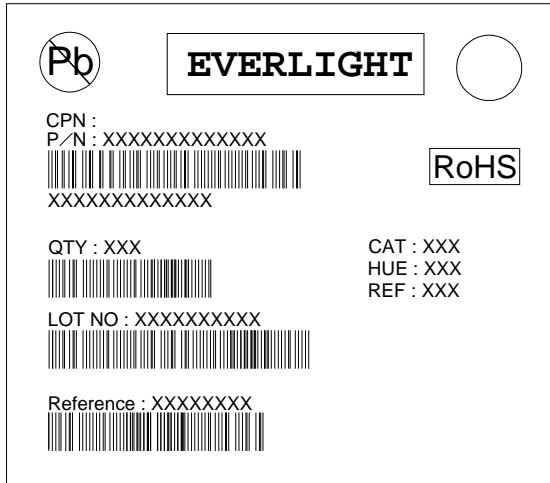 Pb
EVERLIGHT
CPN :
P/N : XXXXXXXXXXXXX
RoHS
XXXXXXXXXXXXX
QTY : XXX
CAT : XXX
HUE : XXX
REF : XXX
LOT NO : XXXXXXXXXX
Reference : XXXXXXXX